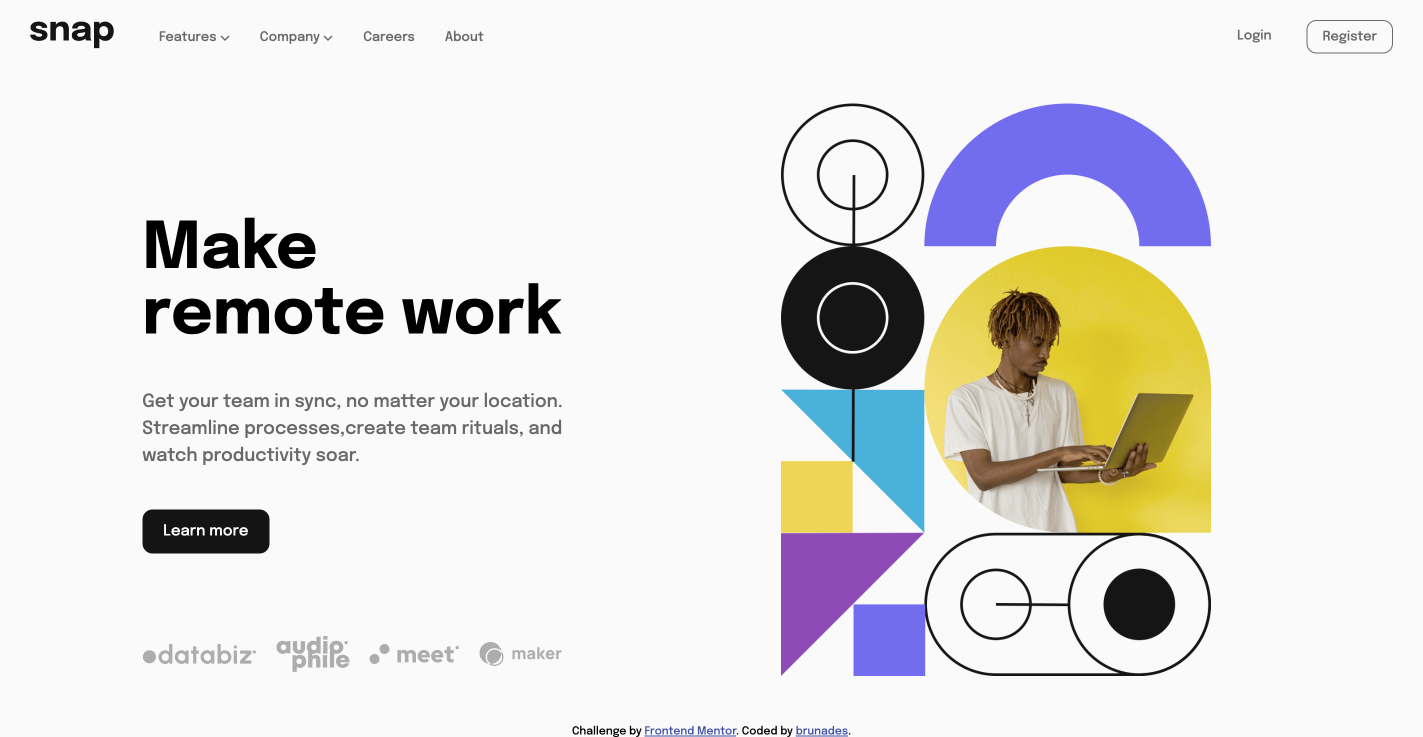 snap
Features
Company
Careers
About
Login
Register
Make
remote work
Get your team in sync, no matter your location.
Streamline processes,create team rituals, and
watch productivity soar.
Learn more
databiz
audio
phile
meet
maker
Challenge by Frontend Mentor. Coded by brunades.